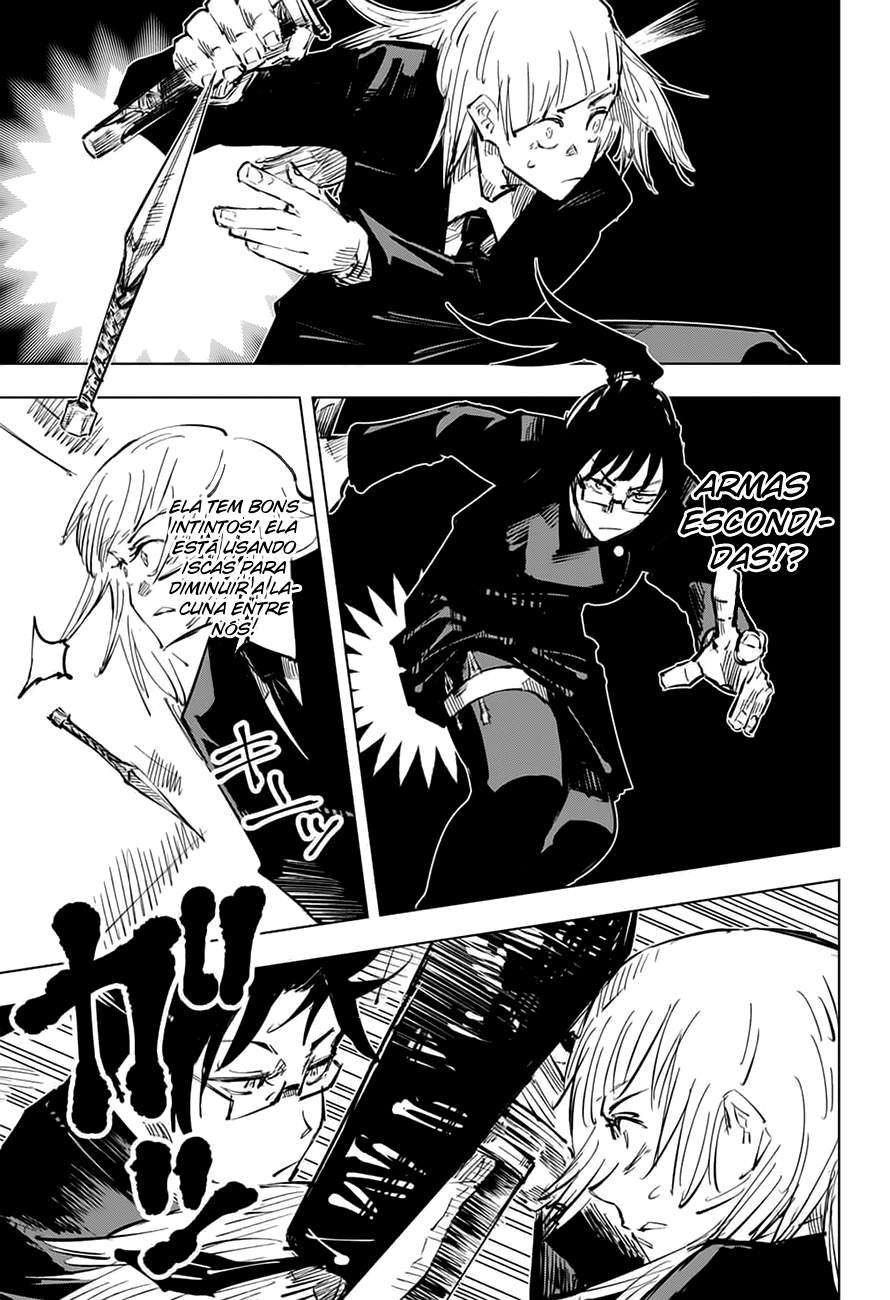 ARMAS
ESCONDI-
DAS!?
ELA TEM BONS
INTINTOS! ELA
ESTÁ USANDO
ISCAS PARA
DIMINUIR A LA-
CUNA ENTRE
NÓS!
キーッ
ガッ